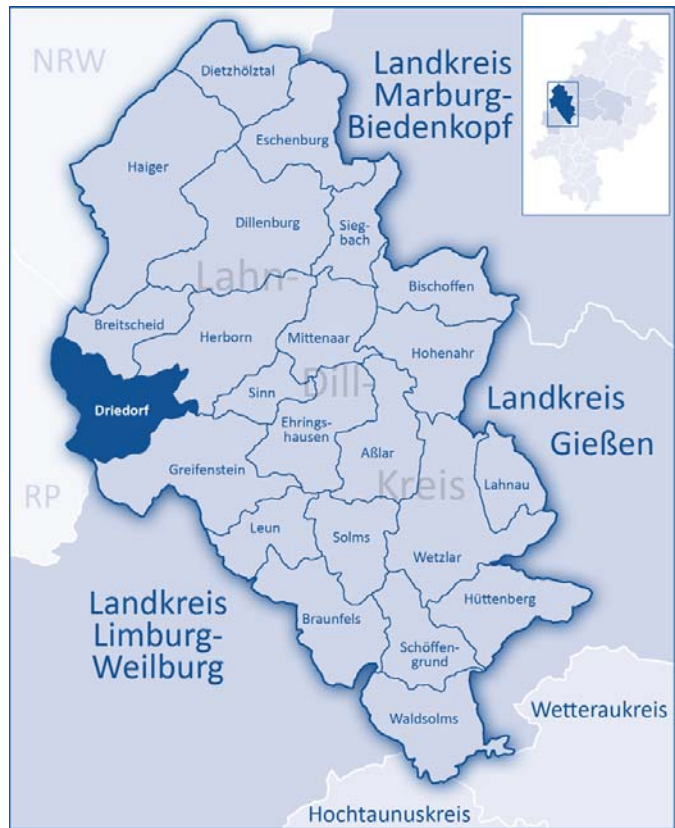 NRW
Dietzhölztal
Landkreis
Marburg-
Biedenkopf
Eschenburg
Haiger
Dillenburg
Sieg-
bach
Lahn-
Bischoffen
Breitscheid
Herborn
Mittenaar
Hohenahr
Dill-
Sinn
Driedorf
Ehrings-
hausen
Landkreis
Gießen
Aßlar
Greifenstein
Kreis
Lahnau
RP
Leun
Solms
Wetzlar
Landkreis
Limburg-
Weilburg
Braunfels
Hüttenberg
Schöffen-
grund
Waldsolms
Wetteraukreis
Hochtaunuskreis